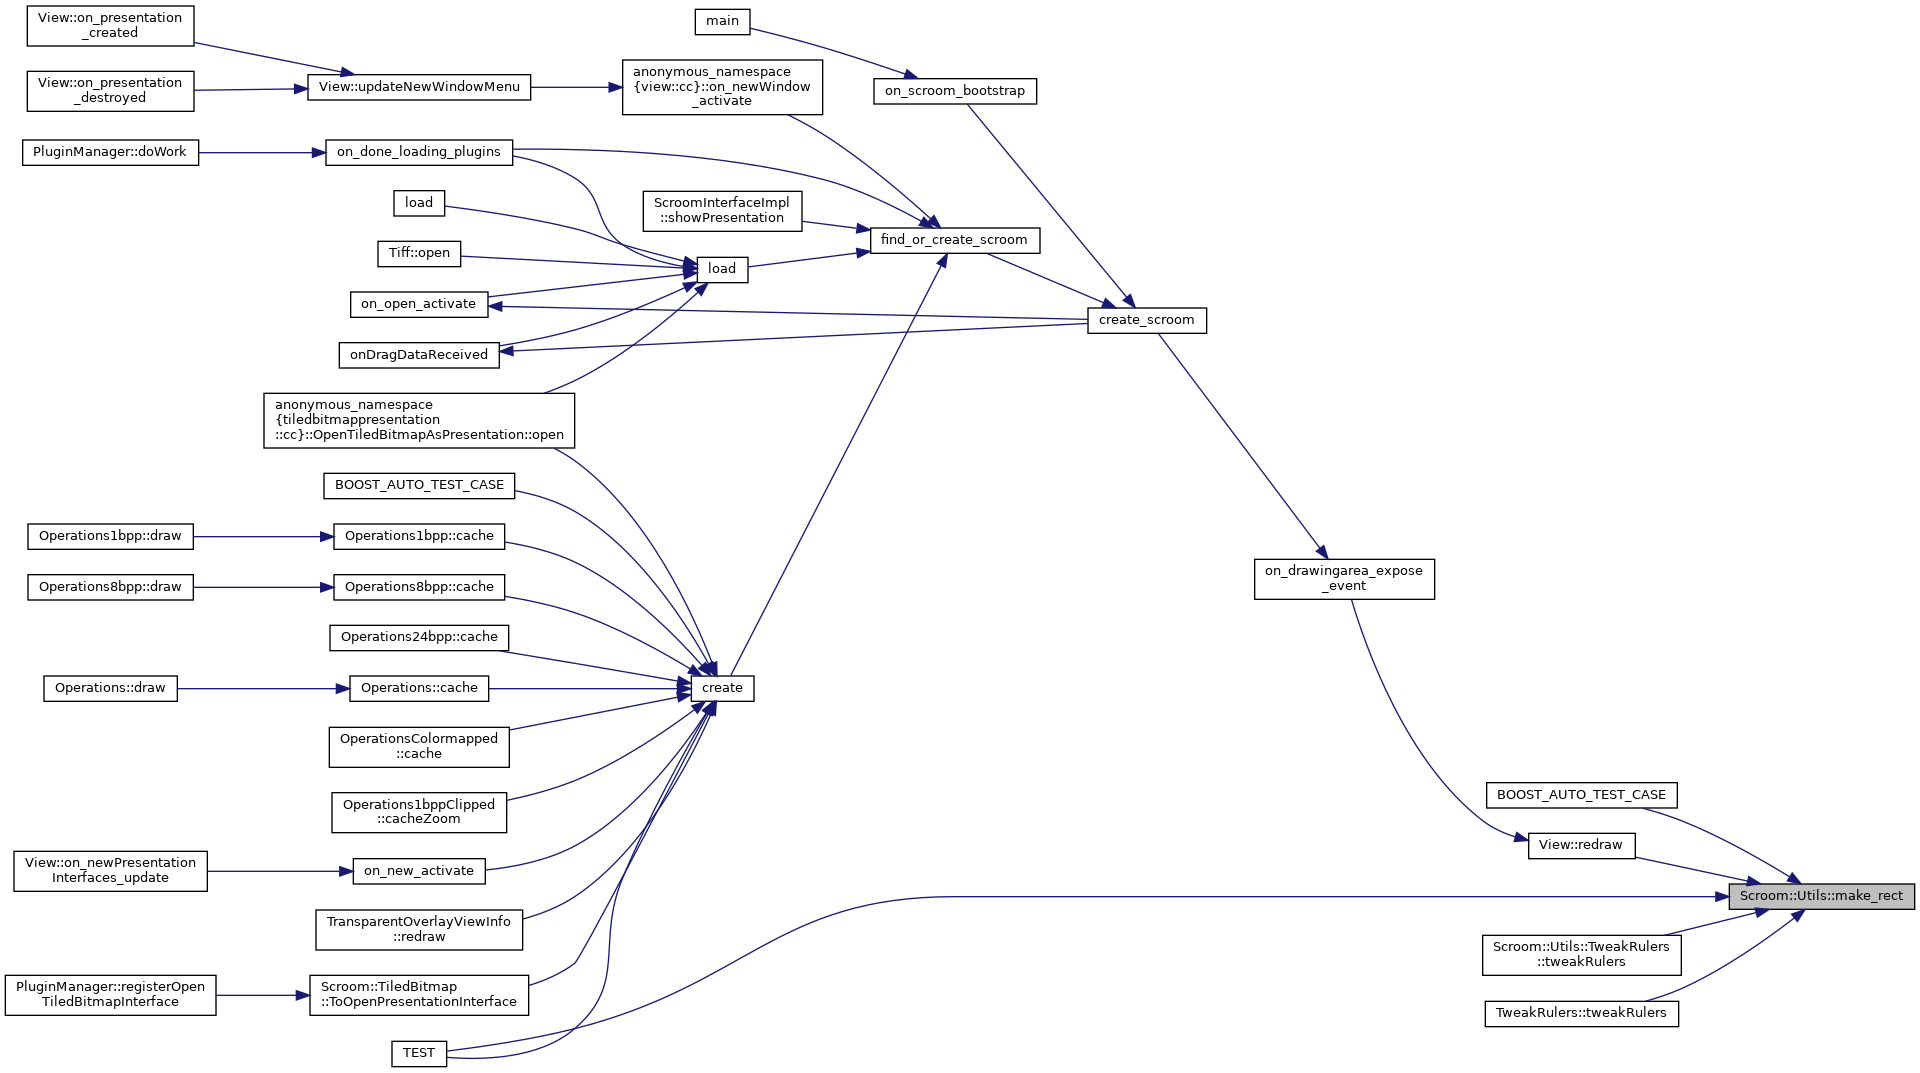 View::on_presentation
_created
View::on_presentation
_destroyed
View::updateNewWindowMenu
anonymous_namespace
{view::cc}::on_newWindow
_activate
main
on_scroom_bootstrap
PluginManager::doWork
on_done_loading_plugins
load
Tiff::open
on_open_activate
onDragDataReceived
ScroomInterfaceImpl
::showPresentation
load
find_or_create_scroom
create_scroom
anonymous_namespace
{tiledbitmappresentation
::cc}::OpenTiledBitmapAsPresentation::open
BOOST_AUTO_TEST_CASE
Operations1bpp::draw
Operations1bpp::cache
Operations8bpp::draw
Operations8bpp::cache
Operations24bpp::cache
Operations::draw
Operations::cache
create
OperationsColormapped
::cache
Operations1bppClipped
::cacheZoom
View::on_newPresentation
Interfaces_update
on_new_activate
TransparentOverlayViewInfo
::redraw
PluginManager::registerOpen
TiledBitmapInterface
Scroom::TiledBitmap
::ToOpenPresentationInterface
TEST
on_drawingarea_expose
_event
BOOST_AUTO_TEST_CASE
View::redraw
Scroom::Utils::make_rect
Scroom::Utils::TweakRulers
::tweakRulers
TweakRulers::tweakRulers